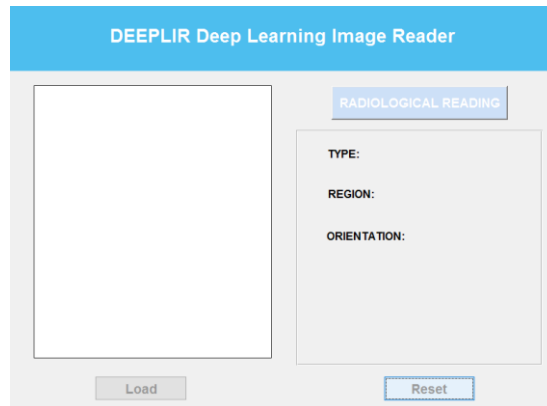 DEEPLIR Deep Learning Image Reader
RADIOLOGICAL READING
TYPE:
REGION:
ORIENTATION:
Load
Reset